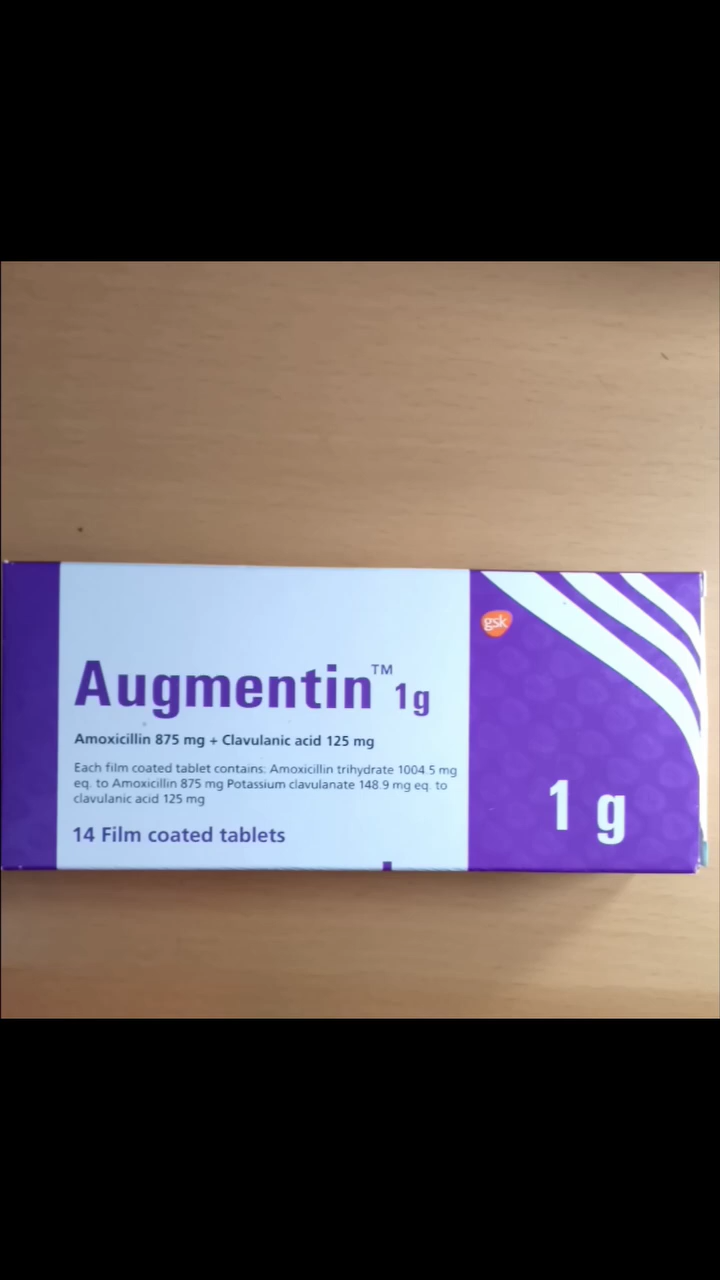 gsk
Augmentin™ 1g
Amoxicillin 875 mg + Clavulanic acid 125 mg
Each film coated tablet contains: Amoxicillin trihydrate 1004.5 mg
eq. to Amoxicillin 875 mg Potassium clavulanate 148.9 mg eq. to
clavulanic acid 125 mg
14 Film coated tablets
1 g